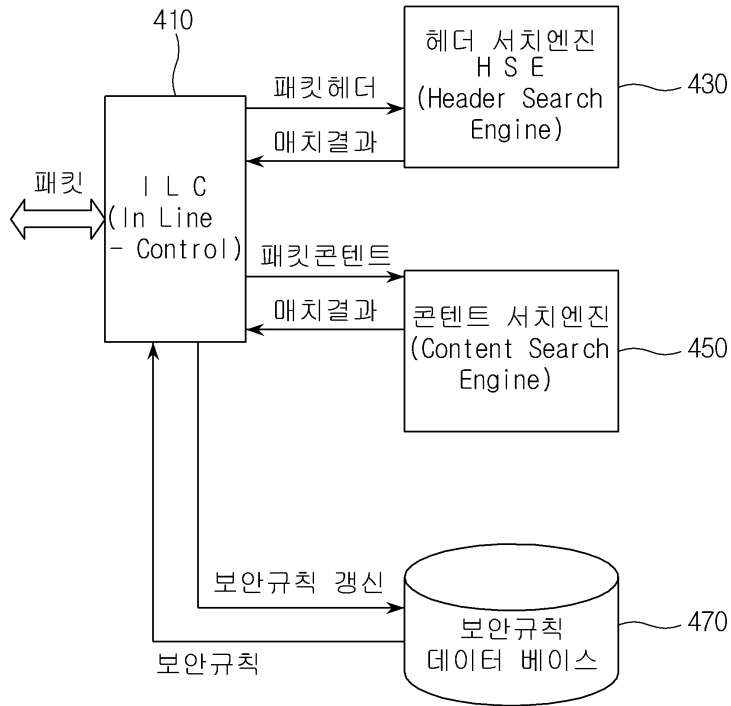 410
헤더 서치엔진
H S E
(Header Search
Engine)
430
패킷헤더
매치결과
패킷
I L C
(In Line
- Control)
패킷콘텐트
매치결과
콘텐트 서치엔진
(Content Search
Engine)
450
보안규칙 갱신
보안규칙
보안규칙
데이터 베이스
470